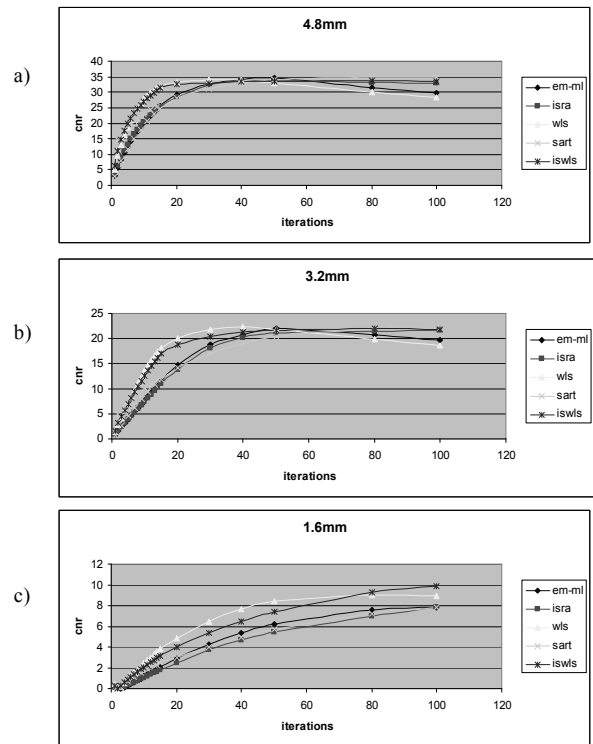 a)
4.8mm
cnr
40
35
30
25
20
15
10
5
0
0 20 40 60 80 100 120
iterations
em-ml
isra
wls
sart
iswls
b)
3.2mm
cnr
25
20
15
10
5
0
0 20 40 60 80 100 120
iterations
em-ml
isra
wls
sart
iswls
c)
1.6mm
cnr
12
10
8
6
4
2
0
0 20 40 60 80 100 120
iterations
em-ml
isra
wls
sart
iswls